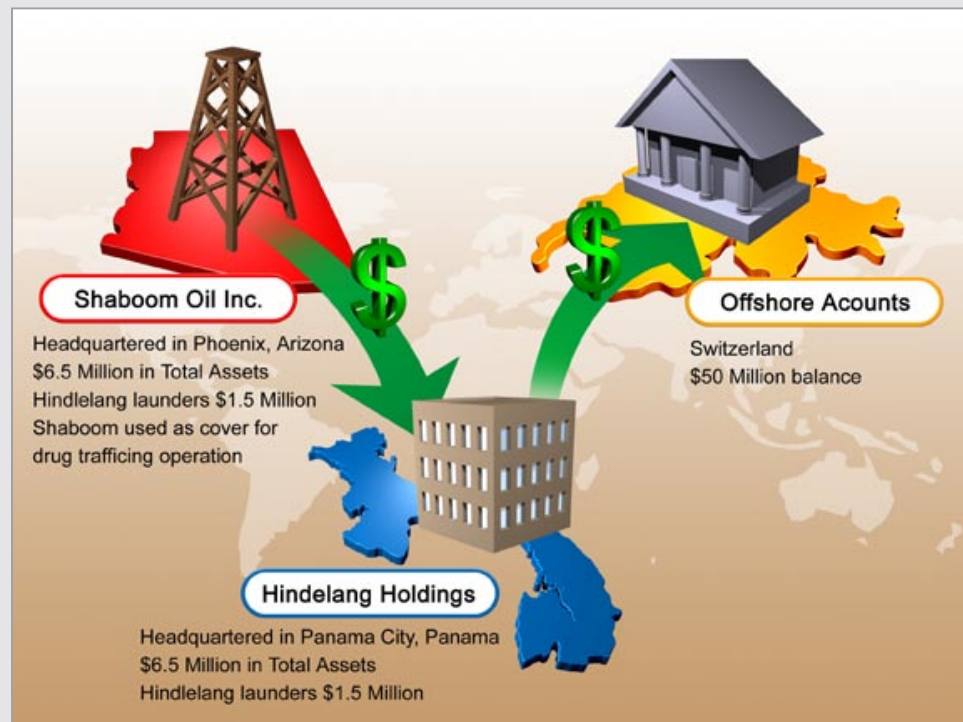 Shaboom Oil Inc.
Headquartered in Phoenix, Arizona
$6.5 Million in Total Assets
Hindlelang launders $1.5 Million
Shaboom used as cover for
drug trafficing operation
Offshore Acounts
Switzerland
$50 Million balance
Hindelang Holdings
Headquartered in Panama City, Panama
$6.5 Million in Total Assets
Hindlelang launders $1.5 Million